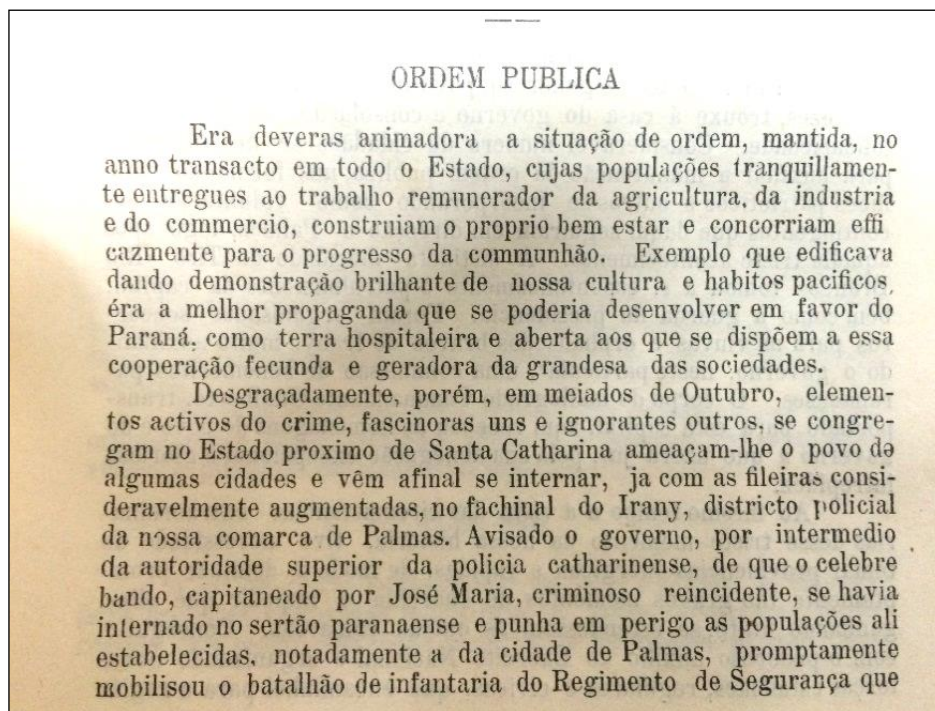 ORDEM PUBLICA
Era deveras animadora a situação de ordem, mantida, no
anno transacto em todo o Estado, cujas populações tranquillamen-
te entregues ao trabalho remunerador da agricultura, da industria
e do commercio, construiam o proprio bem estar e concorriam effi
cazmente para o progresso da communhão. Exemplo que edificava
dando demonstração brilhante de nossa cultura e habitos pacificos,
éra a melhor propaganda que se poderia desenvolver em favor do
Paraná, como terra hospitaleira e aberta aos que se dispõem a essa
cooperação fecunda e geradora da grandesa das sociedades.
Desgraçadamente, porém, em meiados de Outubro, elemen-
tos activos do crime, fascinoras uns e ignorantes outros, se congre-
gam no Estado proximo de Santa Catharina ameaçam-lhe o povo de
algumas cidades e vêm afinal se internar, ja com as fileiras consi-
deravelmente augmentadas, no fachinal do Irany, districto policial
da nossa comarca de Palmas. Avisado o governo, por intermedio
da autoridade superior da policia catharinense, de que o celebre
bando, capitaneado por José Maria, criminoso reincidente, se havia
internado no sertão paranaense e punha em perigo as populações ali
estabelecidas, notadamente a da cidade de Palmas, promptamente
mobilisou o batalhão de infantaria do Regimento de Segurança que